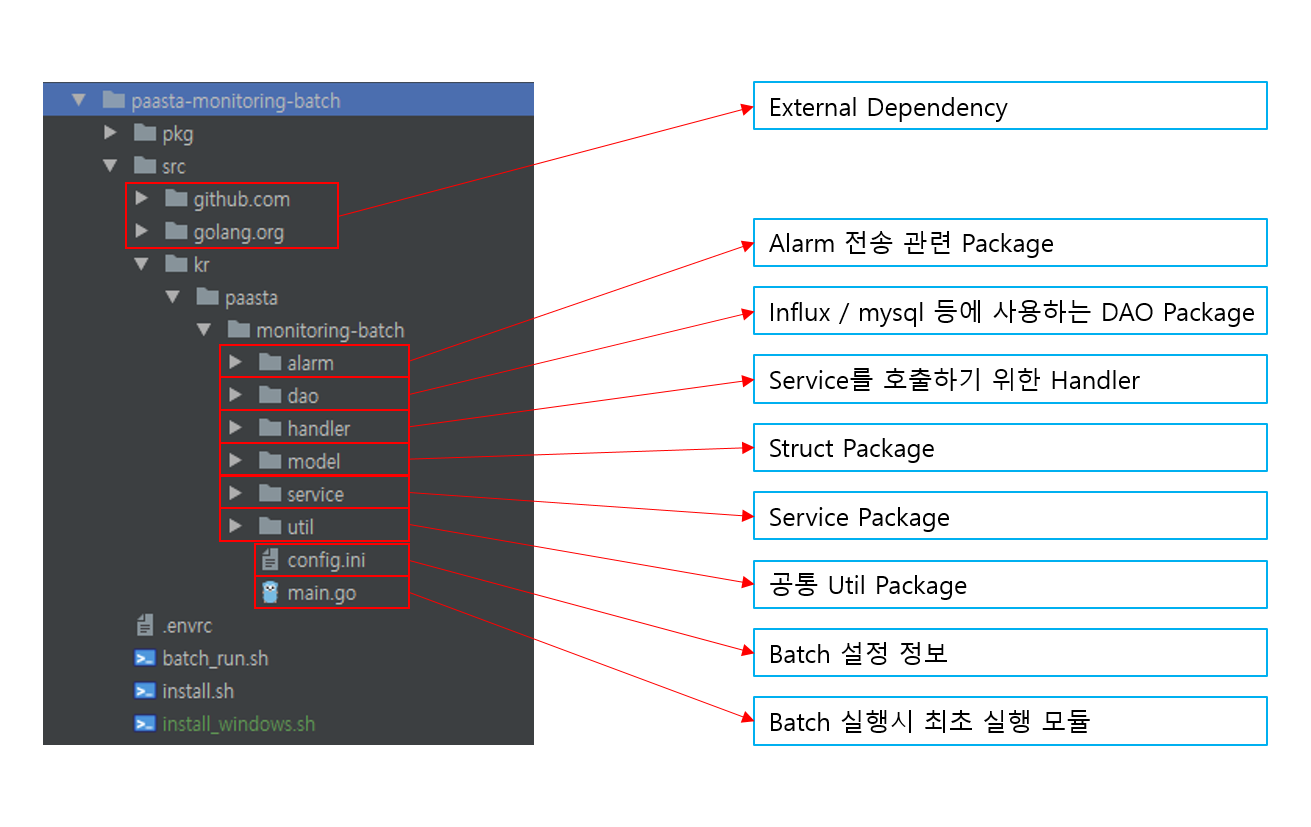 paasta-monitoring-batch
pkg
src
github.com
golang.org
kr
paasta
monitoring-batch
alarm
dao
handler
model
service
util
config.ini
main.go
.envrc
batch_run.sh
install.sh
install_windows.sh
External Dependency
Alarm 전송 관련 Package
Influx / mysql 등에 사용하는 DAO Package
Service를 호출하기 위한 Handler
Struct Package
Service Package
공통 Util Package
Batch 설정 정보
Batch 실행시 최초 실행 모듈